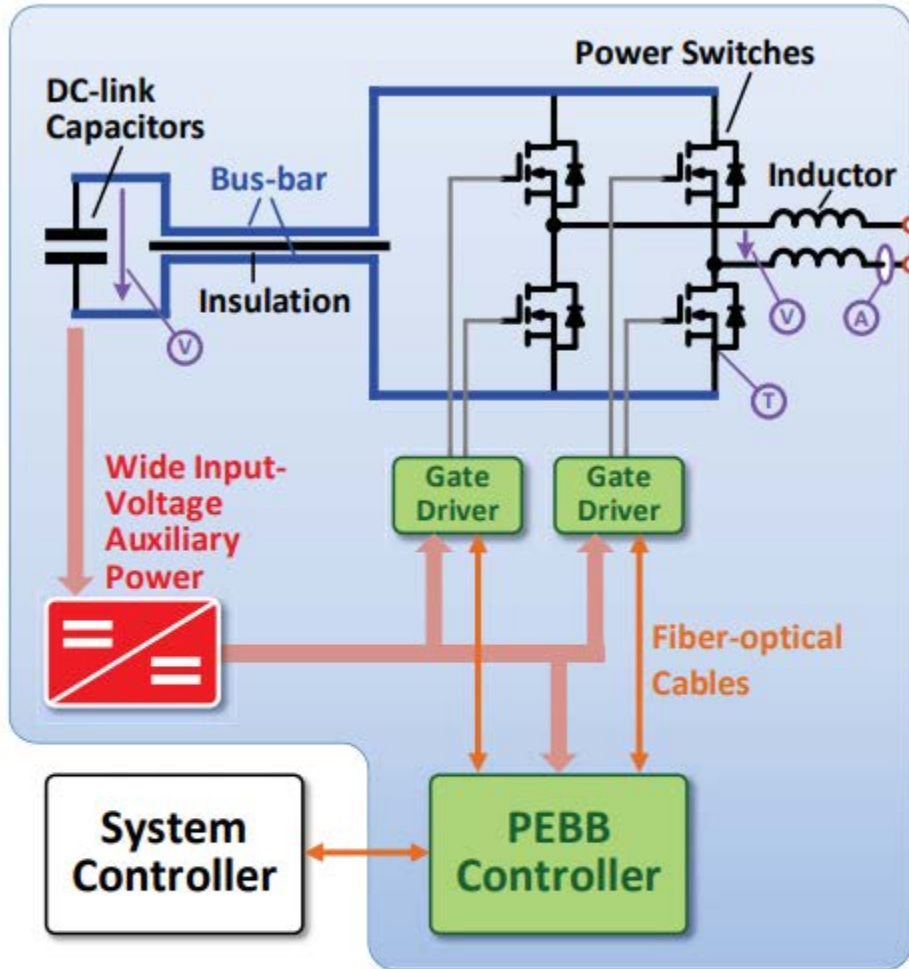 Power Switches
DC-link
Capacitors
Bus-bar
Inductor
Insulation
V
V
A
T
Wide Input-
Voltage
Auxiliary
Power
Gate
Driver
Gate
Driver
Fiber-optical
Cables
System
Controller
PEBB
Controller